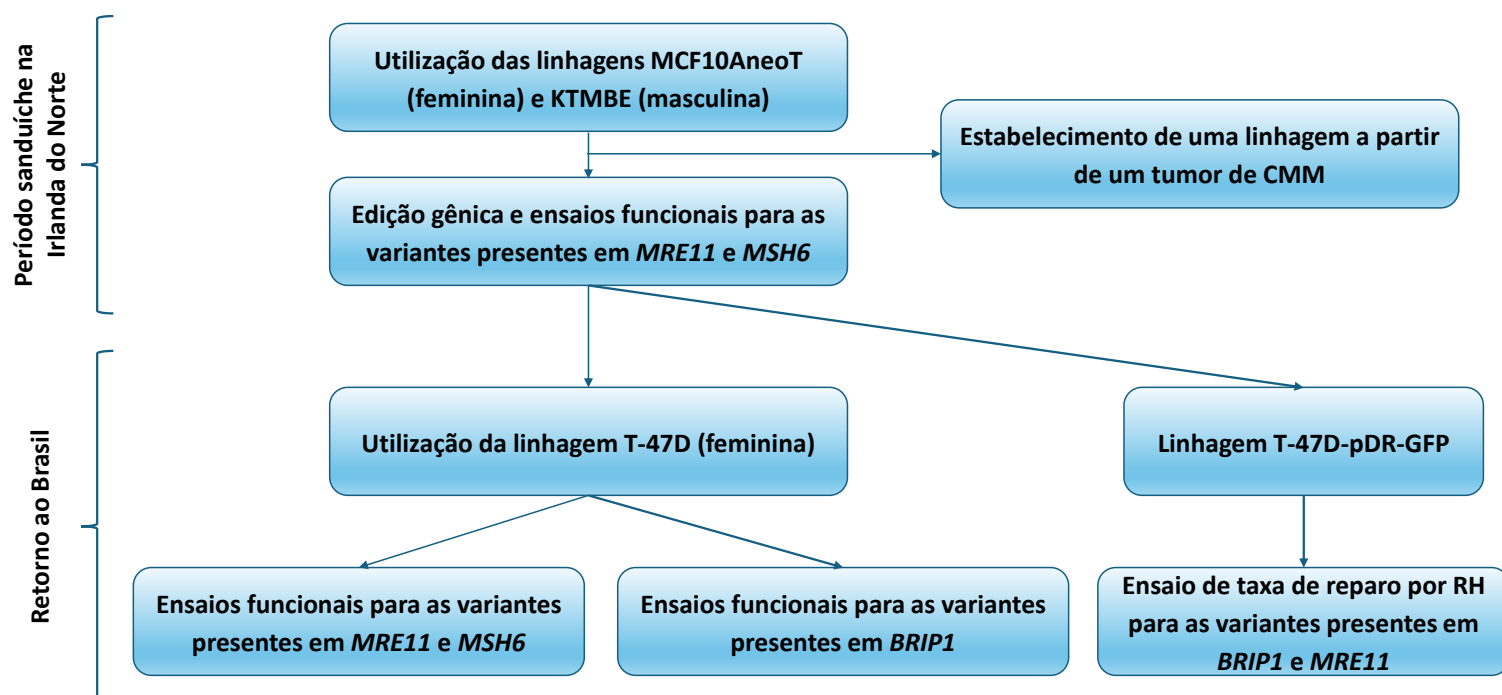 Período sanduíche na
Irlanda do Norte
Utilização das linhagens MCF10AneoT
(feminina) e KTMBE (masculina)
Estabelecimento de uma linhagem a partir
de um tumor de CMM
Edição gênica e ensaios funcionais para as
variantes presentes em MRE11 e MSH6
Retorno ao Brasil
Utilização da linhagem T-47D (feminina)
Linhagem T-47D-pDR-GFP
Ensaios funcionais para as variantes
presentes em MRE11 e MSH6
Ensaios funcionais para as variantes
presentes em BRIP1
Ensaio de taxa de reparo por RH
para as variantes presentes em
BRIP1 e MRE11